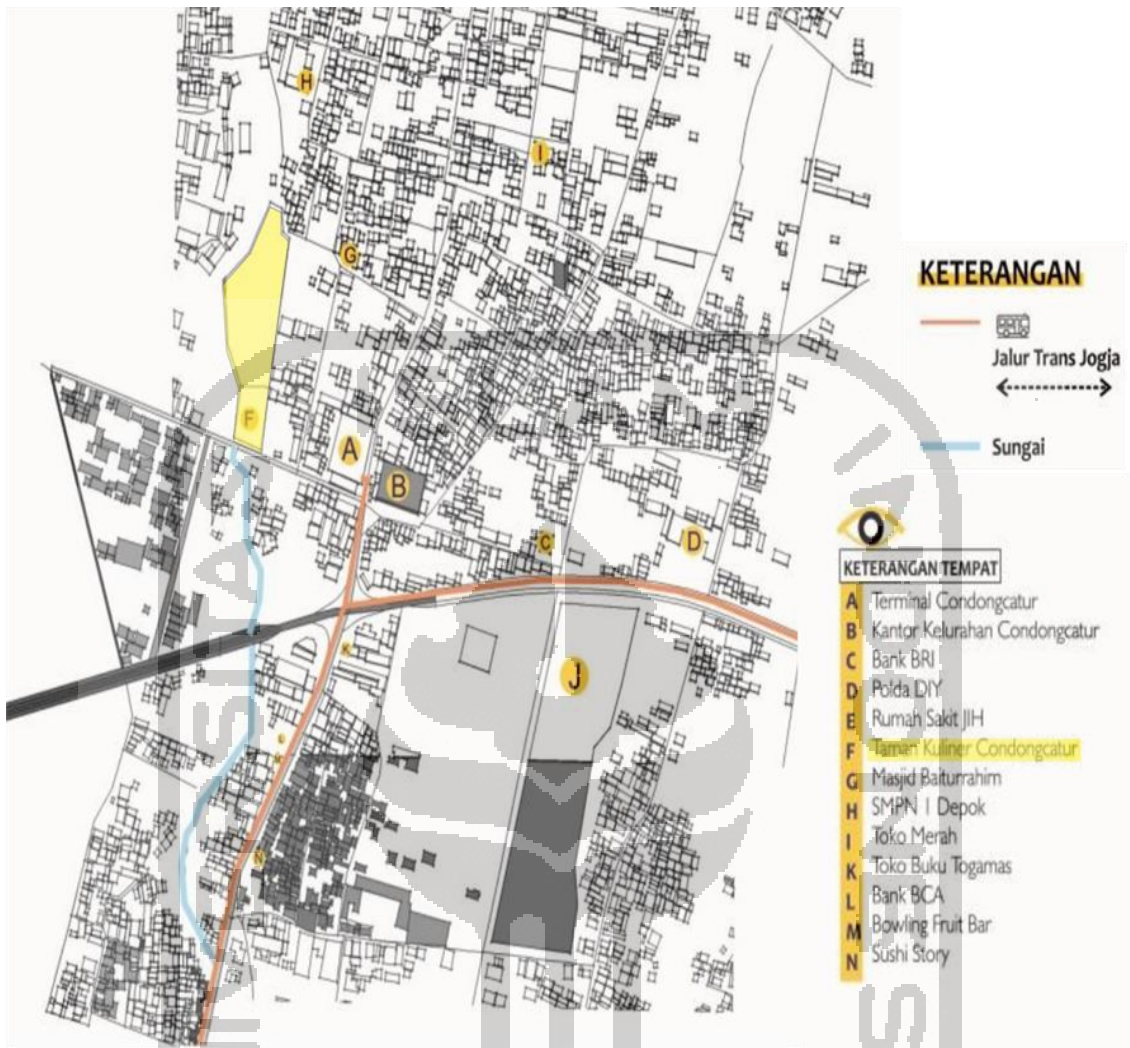 H
I
G
KETERANGAN
Jalur Trans Jogja
F
A
Sungai
B
C
D
KETERANGAN TEMPAT
A Terminal Condongcatur
B Kantor Kelurahan Condongcatur
C Bank BRI
K
D Polda DIY
J
E Rumah Sakit JIH
F Taman Kuliner Condongcatur
G Masjid Baiturrahim
L
H SMPN 1 Depok
M
I Toko Merah
K Toko Buku Togamas
N
L Bank BCA
M Bowling Fruit Bar
N Sushi Story